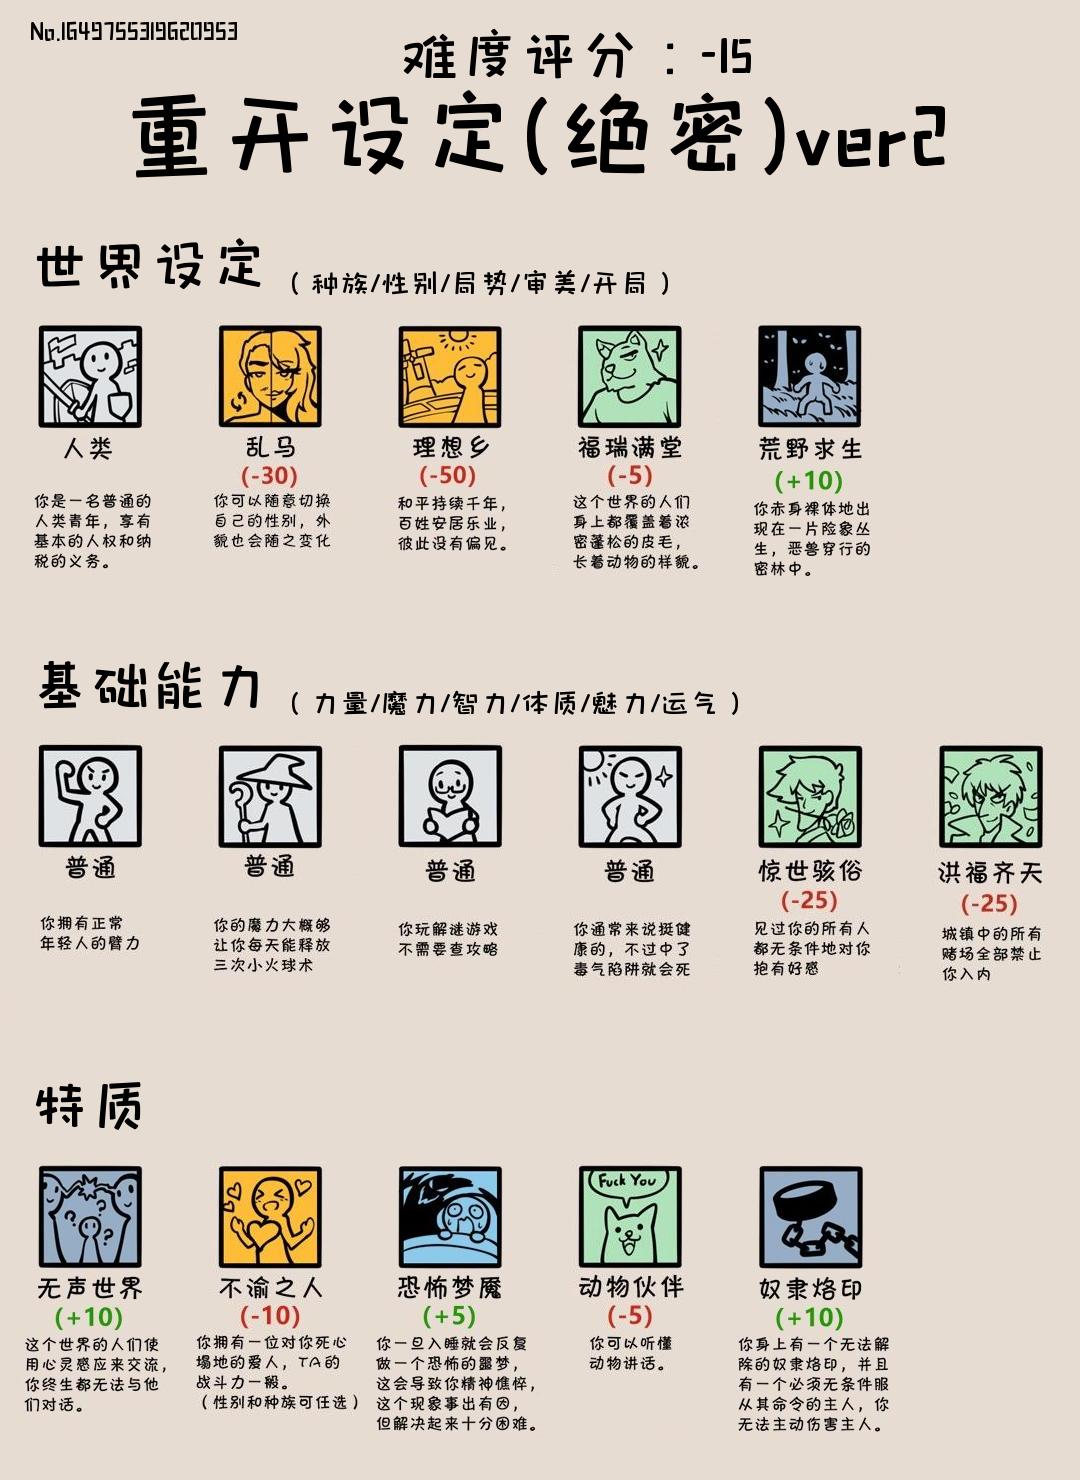 No.1649755319620953
难度评分：-15
重开设定(绝密)ver2
世界设定
（种族/性别/局势/审美/开局）
人类
你是一名普通的
人类青年，享有
基本的人权和纳
税的义务。
乱马
(-30)
你可以随意切换
自己的性别，外
貌也会随之变化
理想乡
(-50)
和平持续千年，
百姓安居乐业，
彼此没有偏见。
福瑞满堂
(-5)
这个世界的人们
身上都覆盖着浓
密蓬松的皮毛，
长着动物的样貌。
荒野求生
(+10)
你赤身裸体地出
现在一片险象丛
生，恶兽穿行的
密林中。
基础能力
（力量/魔力/智力/体质/魅力/运气）
普通
你拥有正常
年轻人的臂力
普通
你的魔力大概够
让你每天能释放
三次小火球术
普通
你玩解谜游戏
不需要查攻略
普通
你通常来说挺健
康的，不过中了
毒气陷阱就会死
惊世骇俗
(-25)
见过你的所有人
都无条件地对你
抱有好感
洪福齐天
(-25)
城镇中的所有
赌场全部禁止
你入内
特质
无声世界
(+10)
这个世界的人们使
用心灵感应来交流，
你终生都无法与他
们对话。
不渝之人
(-10)
你拥有一位对你死心
塌地的爱人，TA的
战斗力一般。
（性别和种族可任选）
恐怖梦魇
(+5)
你一旦入睡就会反复
做一个恐怖的噩梦，
这会导致你精神憔悴，
这个现象事出有因，
但解决起来十分困难。
Fuck You
动物伙伴
(-5)
你可以听懂
动物讲话。
奴隶烙印
(+10)
你身上有一个无法解
除的奴隶烙印，并且
有一个必须无条件服
从其命令的主人，你
无法主动伤害主人。